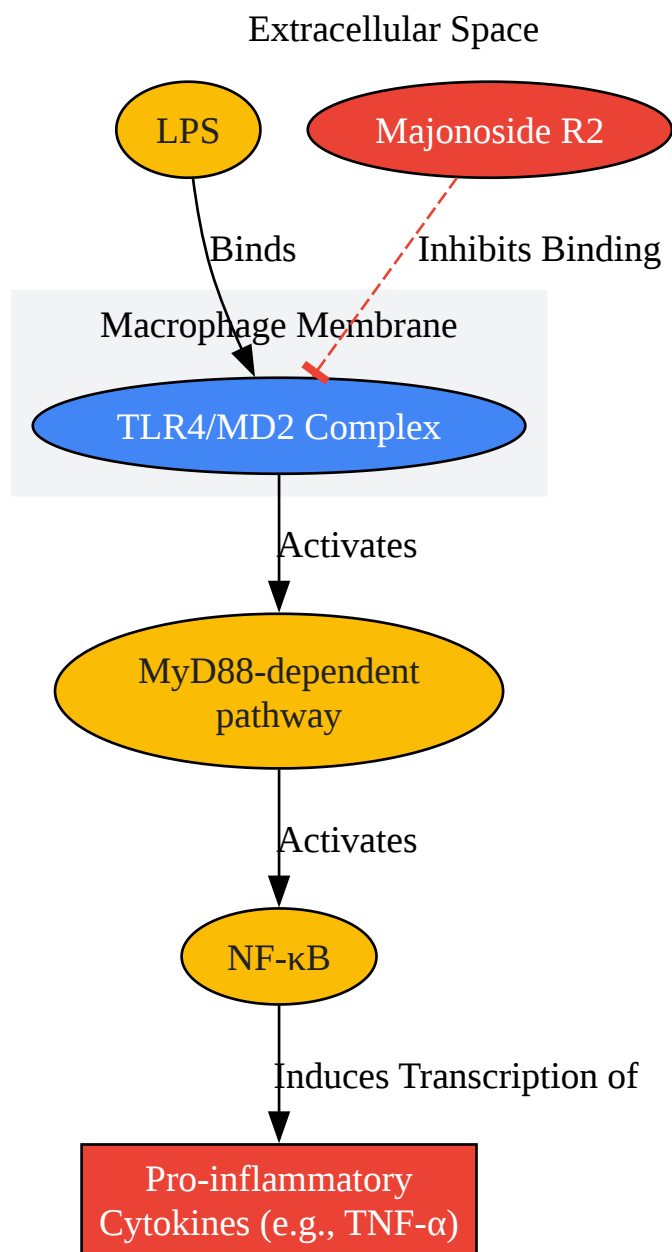 Extracellular Space
LPS
Majonoside R2
Binds
Inhibits Binding
Macrophage Membrane
TLR4/MD2 Complex
Activates
MyD88-dependent
pathway
Activates
NF-κB
Induces Transcription of
Pro-inflammatory
Cytokines (e.g., TNF-α)